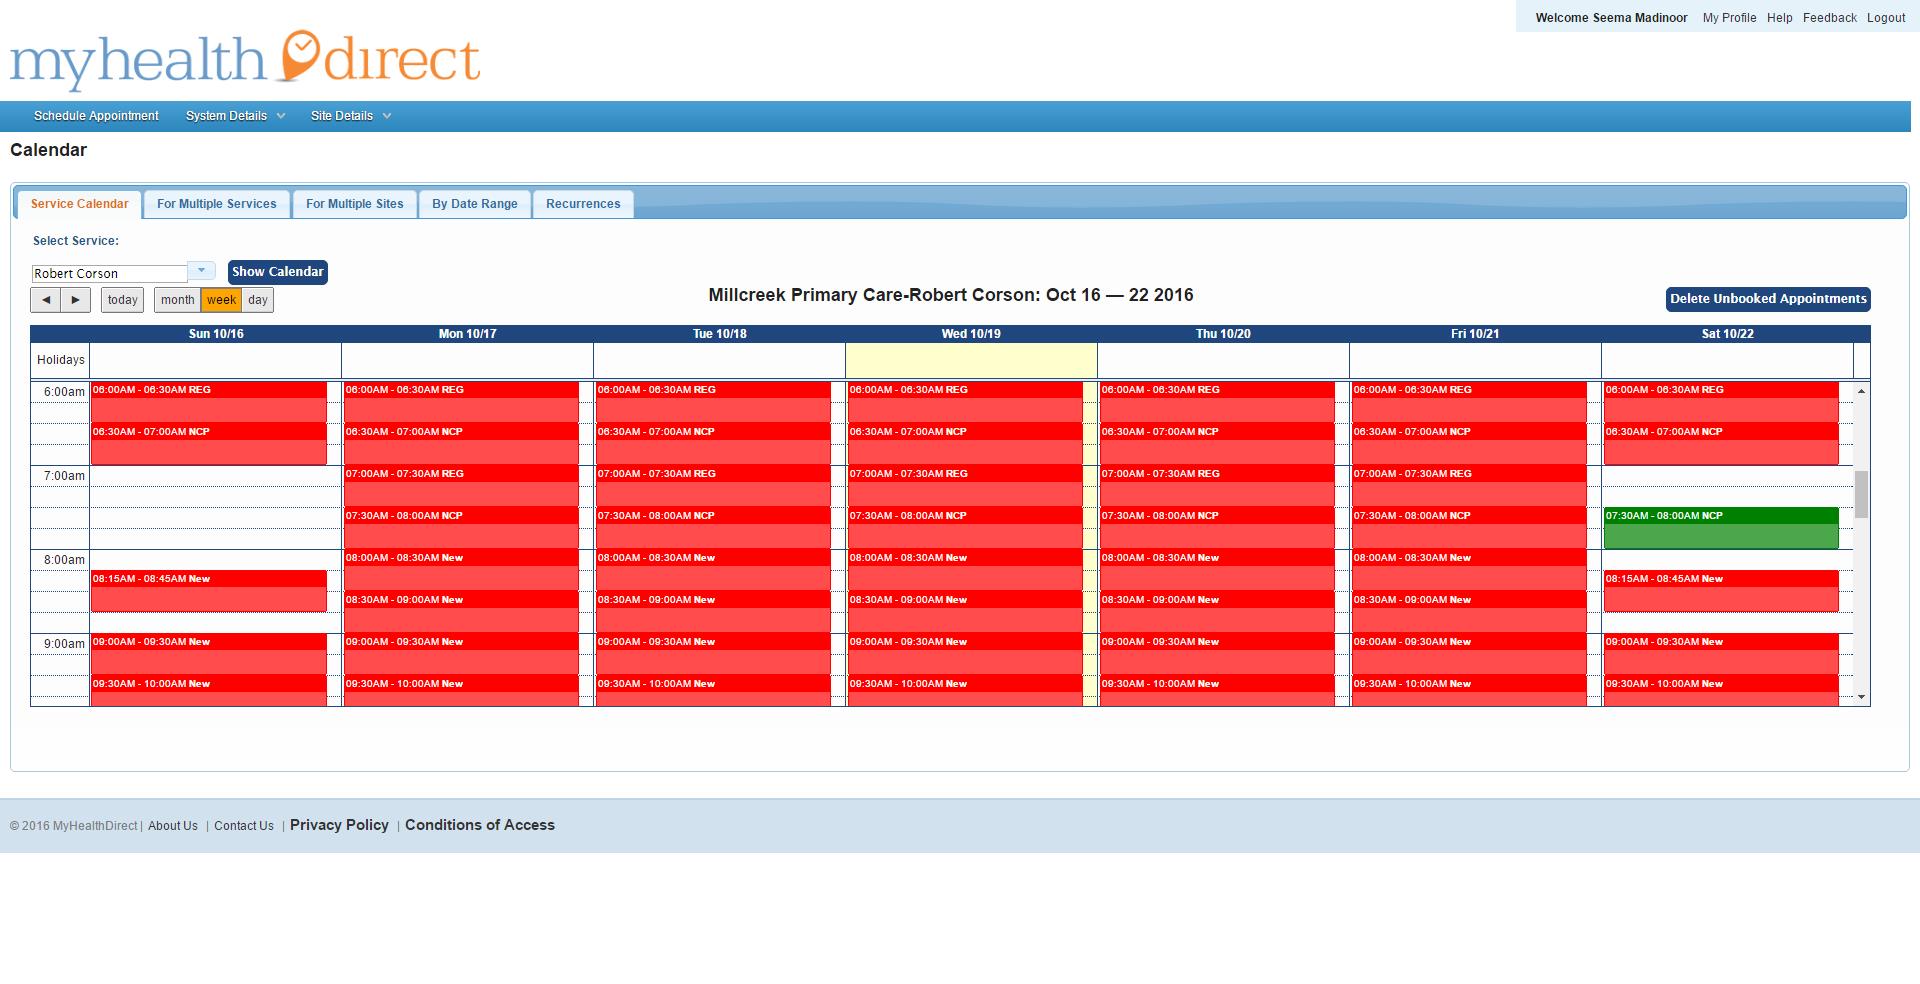 Welcome Seema Madinoor My Profile Help Feedback Logout
myhealth direct
Schedule Appointment System Details Site Details
Calendar
Service Calendar For Multiple Services For Multiple Sites By Date Range Recurrences
Select Service:
Robert Corson Show Calendar
◄ ► today month week day Millcreek Primary Care-Robert Corson: Oct 16 — 22 2016 Delete Unbooked Appointments
Sun 10/16 Mon 10/17 Tue 10/18 Wed 10/19 Thu 10/20 Fri 10/21 Sat 10/22
Holidays
6:00am 06:00AM - 06:30AM REG 06:00AM - 06:30AM REG 06:00AM - 06:30AM REG 06:00AM - 06:30AM REG 06:00AM - 06:30AM REG 06:00AM - 06:30AM REG 06:00AM - 06:30AM REG
06:30AM - 07:00AM NCP 06:30AM - 07:00AM NCP 06:30AM - 07:00AM NCP 06:30AM - 07:00AM NCP 06:30AM - 07:00AM NCP 06:30AM - 07:00AM NCP 06:30AM - 07:00AM NCP
7:00am 07:00AM - 07:30AM REG 07:00AM - 07:30AM REG 07:00AM - 07:30AM REG 07:00AM - 07:30AM REG 07:00AM - 07:30AM REG
07:30AM - 08:00AM NCP 07:30AM - 08:00AM NCP 07:30AM - 08:00AM NCP 07:30AM - 08:00AM NCP 07:30AM - 08:00AM NCP 07:30AM - 08:00AM NCP
8:00am 08:00AM - 08:30AM New 08:00AM - 08:30AM New 08:00AM - 08:30AM New 08:00AM - 08:30AM New 08:00AM - 08:30AM New
08:15AM - 08:45AM New 08:15AM - 08:45AM New
08:30AM - 09:00AM New 08:30AM - 09:00AM New 08:30AM - 09:00AM New 08:30AM - 09:00AM New 08:30AM - 09:00AM New
9:00am 09:00AM - 09:30AM New 09:00AM - 09:30AM New 09:00AM - 09:30AM New 09:00AM - 09:30AM New 09:00AM - 09:30AM New 09:00AM - 09:30AM New 09:00AM - 09:30AM New
09:30AM - 10:00AM New 09:30AM - 10:00AM New 09:30AM - 10:00AM New 09:30AM - 10:00AM New 09:30AM - 10:00AM New 09:30AM - 10:00AM New 09:30AM - 10:00AM New
© 2016 MyHealthDirect | About Us | Contact Us | Privacy Policy | Conditions of Access